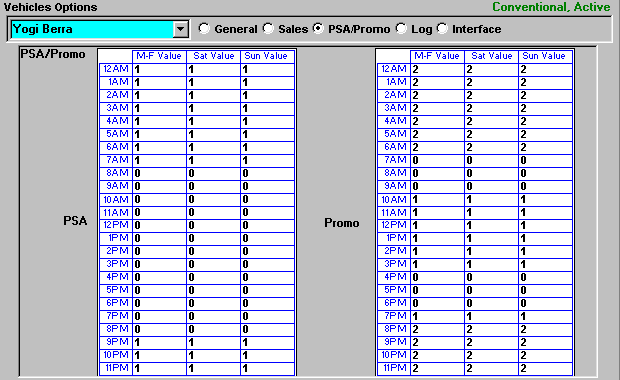 Vehicles Options Conventional, Active
Yogi Berra General Sales PSA/Promo Log Interface
PSA/Promo
M-F Value Sat Value Sun Value
12AM 1 1 1
1AM 1 1 1
2AM 1 1 1
3AM 1 1 1
4AM 1 1 1
5AM 1 1 1
6AM 1 1 1
7AM 1 1 1
8AM 0 0 0
9AM 0 0 0
10AM 0 0 0
11AM 0 0 0
PSA
12PM 0 0 0
1PM 0 0 0
2PM 0 0 0
3PM 0 0 0
4PM 0 0 0
5PM 0 0 0
6PM 0 0 0
7PM 0 0 0
8PM 0 0 0
9PM 1 1 1
10PM 1 1 1
11PM 1 1 1
M-F Value Sat Value Sun Value
12AM 2 2 2
1AM 2 2 2
2AM 2 2 2
3AM 2 2 2
4AM 2 2 2
5AM 2 2 2
6AM 2 2 2
7AM 0 0 0
8AM 0 0 0
9AM 0 0 0
10AM 1 1 1
11AM 1 1 1
Promo
12PM 1 1 1
1PM 1 1 1
2PM 1 1 1
3PM 1 1 1
4PM 0 0 0
5PM 0 0 0
6PM 0 0 0
7PM 1 1 1
8PM 2 2 2
9PM 2 2 2
10PM 2 2 2
11PM 2 2 2